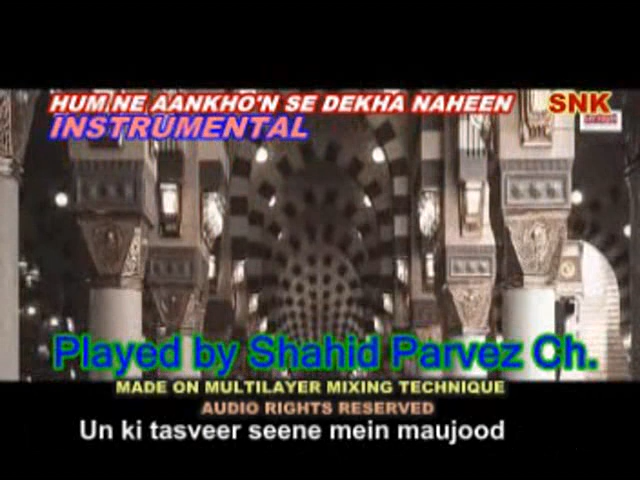 HUM NE AANKHO'N SE DEKHA NAHEEN
SNK
INSTRUMENTAL
Played by Shahid Parvez Ch.
MADE ON MULTILAYER MIXING TECHNIQUE
AUDIO RIGHTS RESERVED
Un ki tasveer seene mein maujood